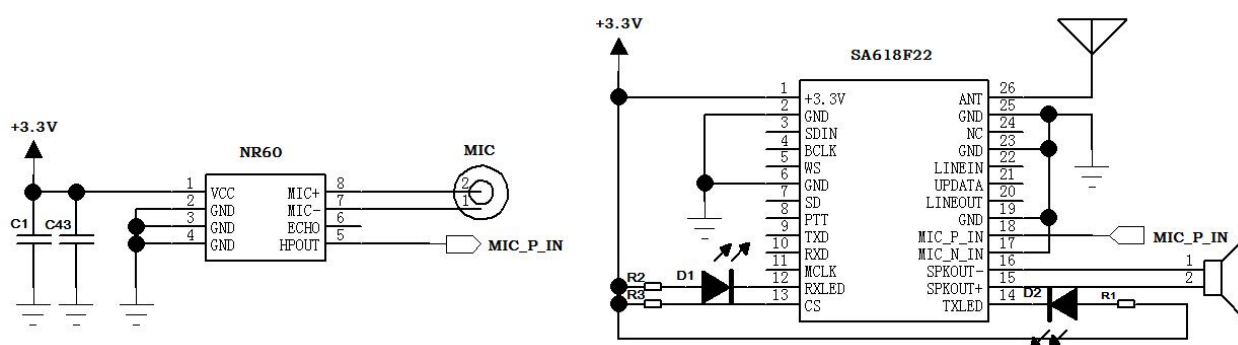 +3.3V
NR60
MIC
C1
C43
1 VCC MIC+ 8 2
2 GND MIC- 7 1
3 GND ECHO 6
4 GND HPOUT 5 MIC_P_IN
+3.3V
SA618F22
1 +3.3V ANT 26
2 GND GND 25
3 SDIN NC 24
4 BCLK GND 23
5 WS LINEIN 22
6 GND UPDATA 21
7 SD LINEOUT 20
8 PTT GND 19
9 TXD MIC_P_IN 18 MIC_P_IN
10 RXD MIC_N_IN 17
11 MCLK SPKOUT- 16 1
R2 D1 12 RXLED SPKOUT+ 15 2
R3 13 CS TXLED 14 D2 R1